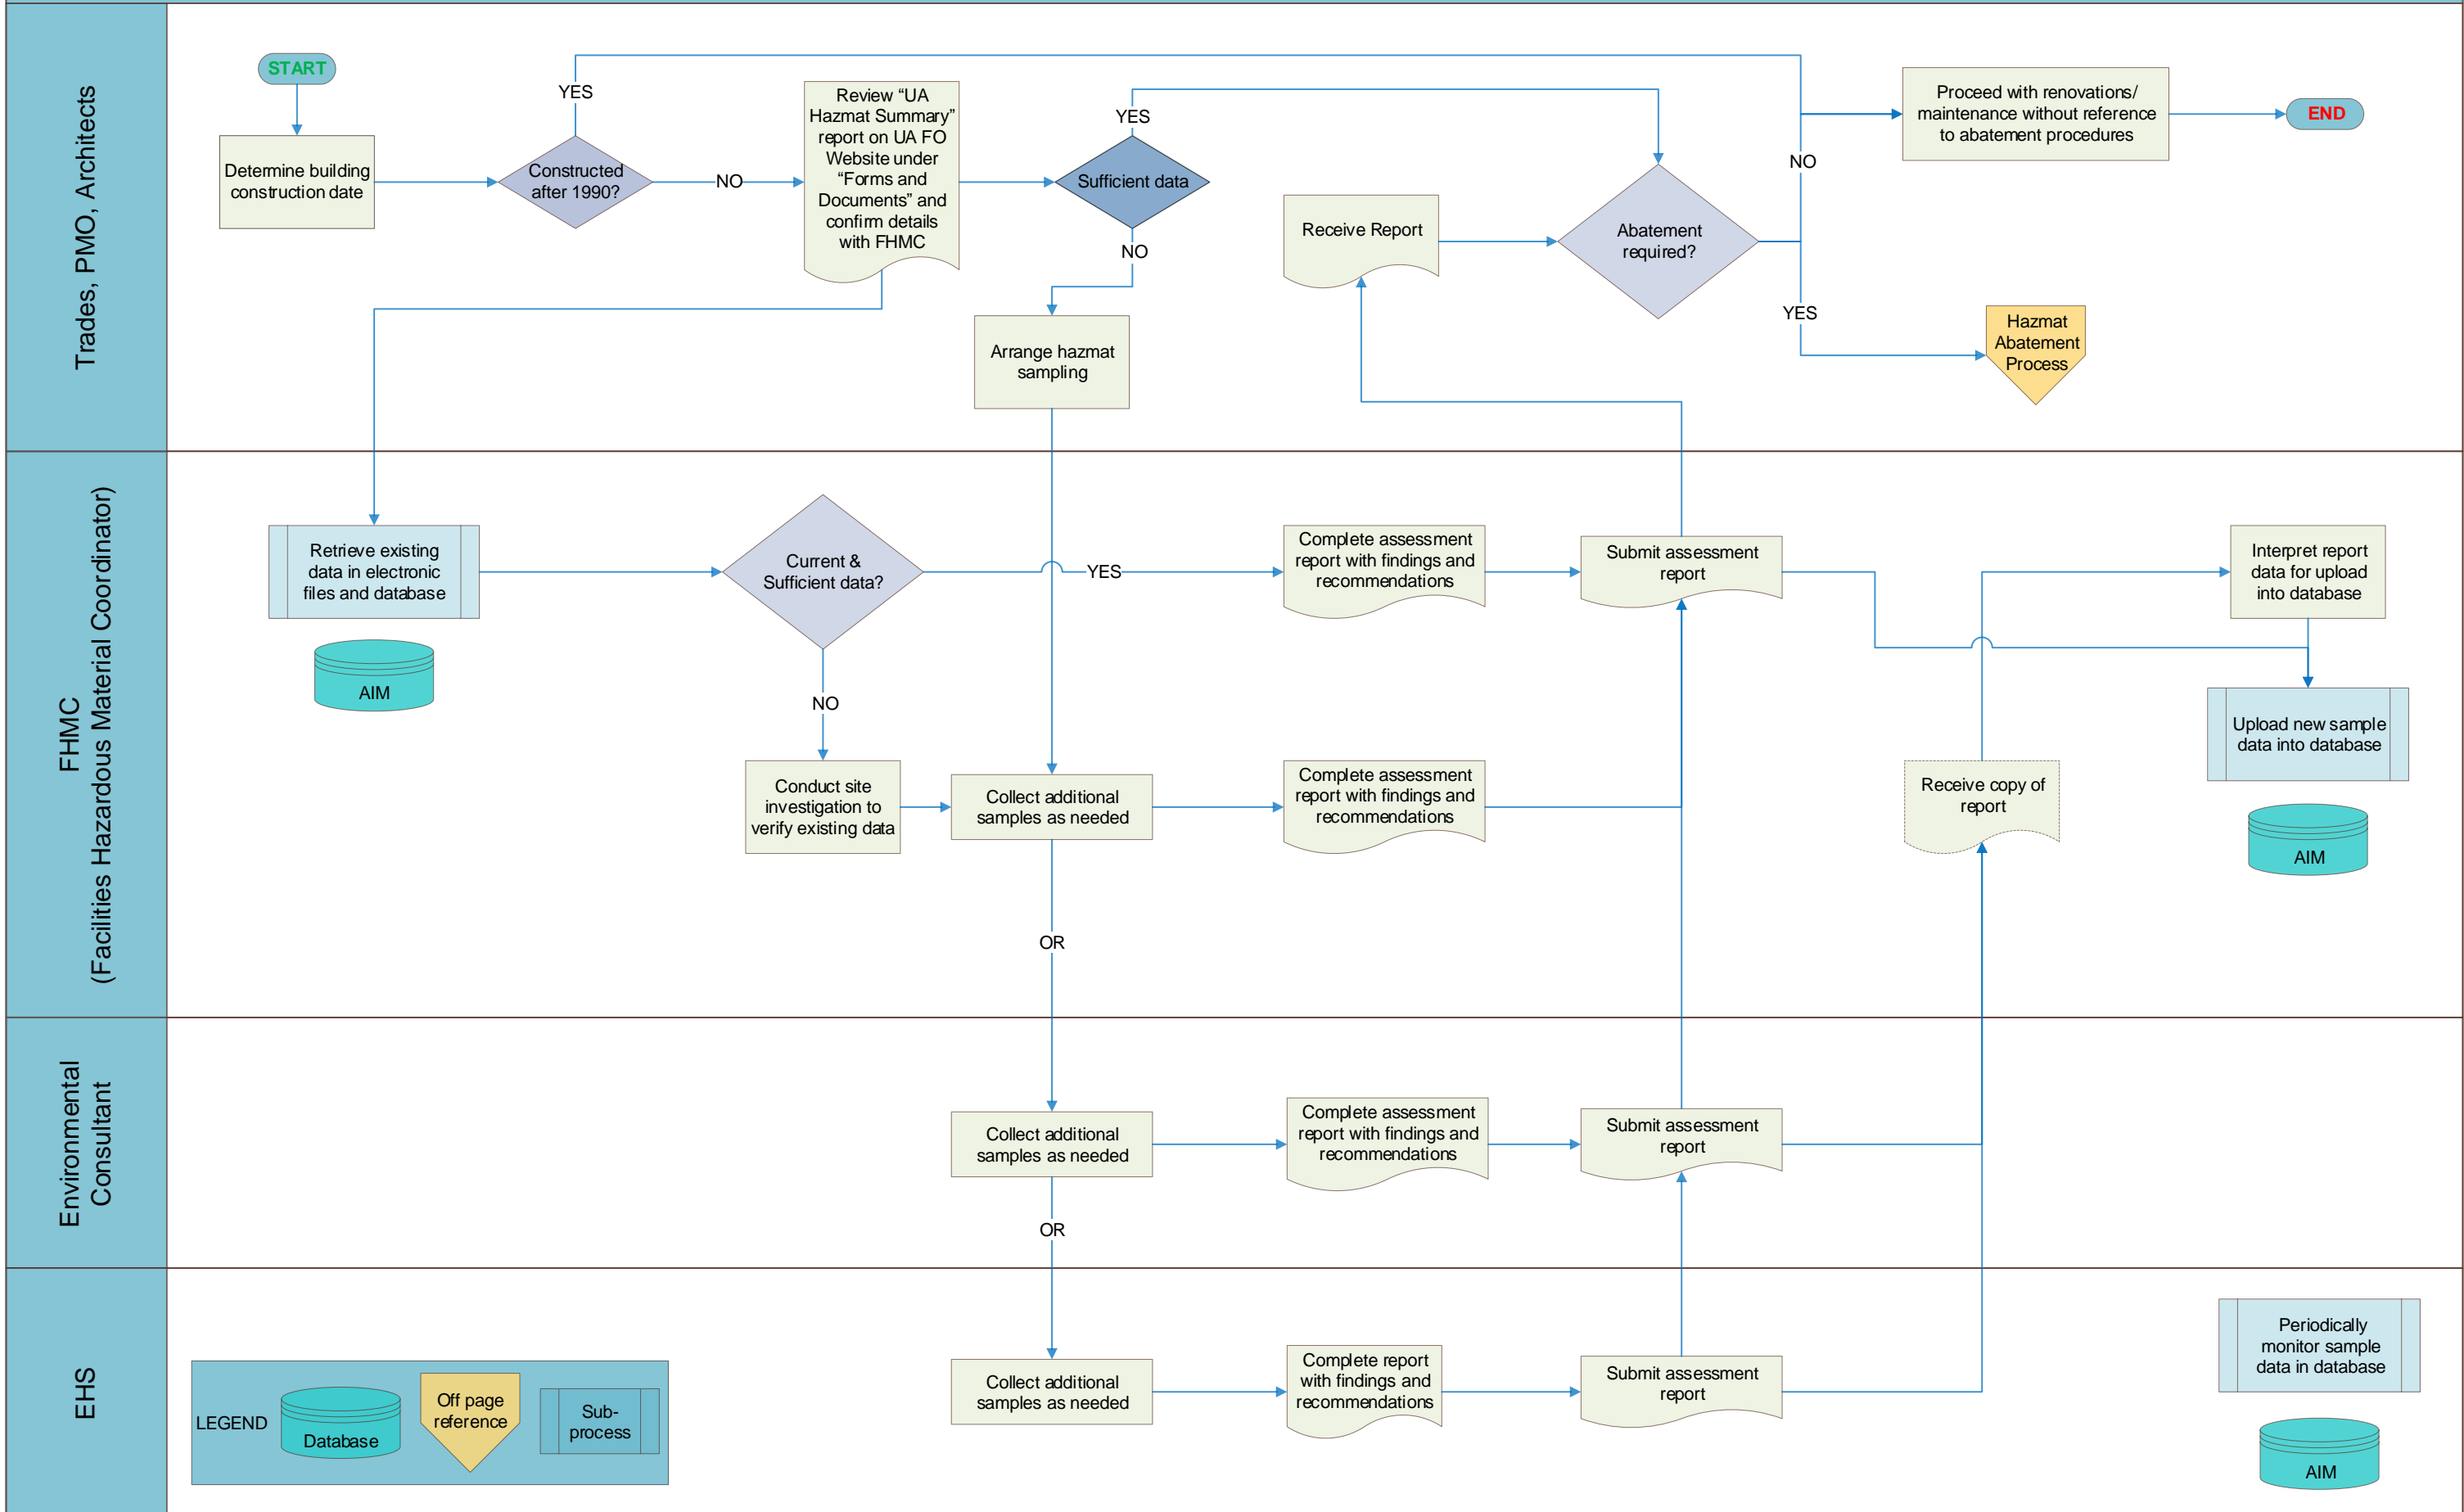 Trades, PMO, Architects
START
Determine building
construction date
YES
Constructed
after 1990?
NO
Review “UA
Hazmat Summary”
report on UA FO
Website under
“Forms and
Documents” and
confirm details
with FHMC
YES
Sufficient data
NO
Arrange hazmat
sampling
Receive Report
Abatement
required?
NO
YES
Proceed with renovations/
maintenance without reference
to abatement procedures
END
Hazmat
Abatement
Process
FHMC
(Facilities Hazardous Material Coordinator)
Retrieve existing
data in electronic
files and database
AIM
Current &
Sufficient data?
YES
NO
Complete assessment
report with findings and
recommendations
Submit assessment
report
Interpret report
data for upload
into database
Upload new sample
data into database
AIM
Conduct site
investigation to
verify existing data
Collect additional
samples as needed
Complete assessment
report with findings and
recommendations
Receive copy of
report
OR
Environmental
Consultant
Collect additional
samples as needed
Complete assessment
report with findings and
recommendations
Submit assessment
report
OR
EHS
LEGEND
Database
Off page
reference
Sub-
process
Collect additional
samples as needed
Complete report
with findings and
recommendations
Submit assessment
report
Periodically
monitor sample
data in database
AIM